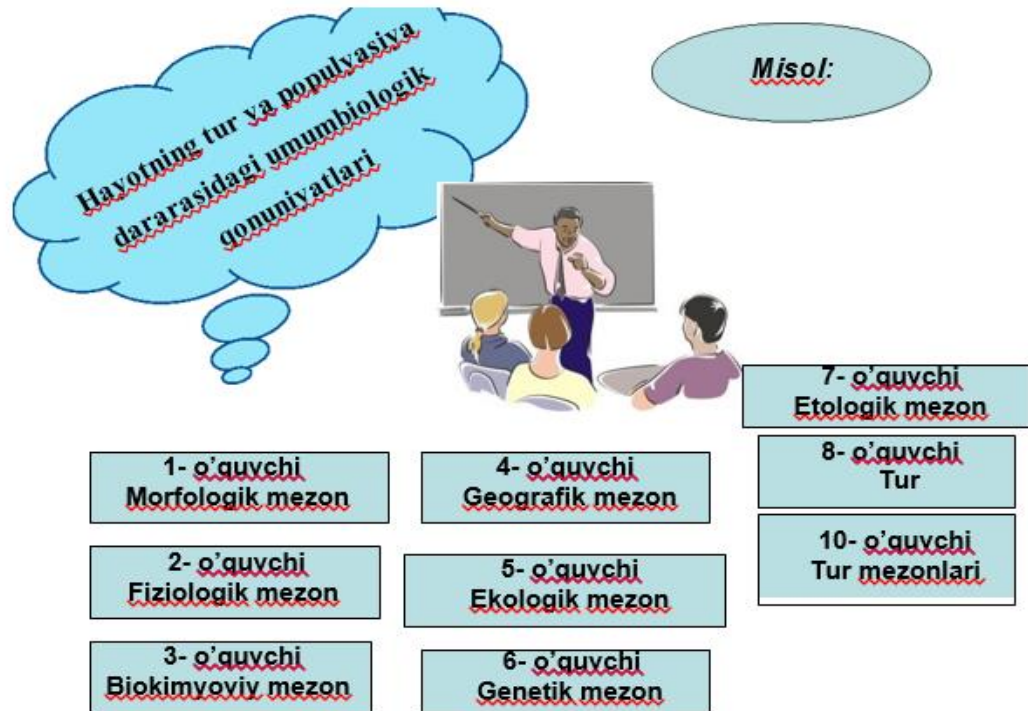 Hayotning tur va populyasiya
dararasidagi umumbiologik
qonuniyatlari
Misol:
1- o’quvchi
Morfologik mezon
2- o’quvchi
Fiziologik mezon
3- o’quvchi
Biokimyoviy mezon
4- o’quvchi
Geografik mezon
5- o’quvchi
Ekologik mezon
6- o’quvchi
Genetik mezon
7- o’quvchi
Etologik mezon
8- o’quvchi
Tur
10- o’quvchi
Tur mezonlari